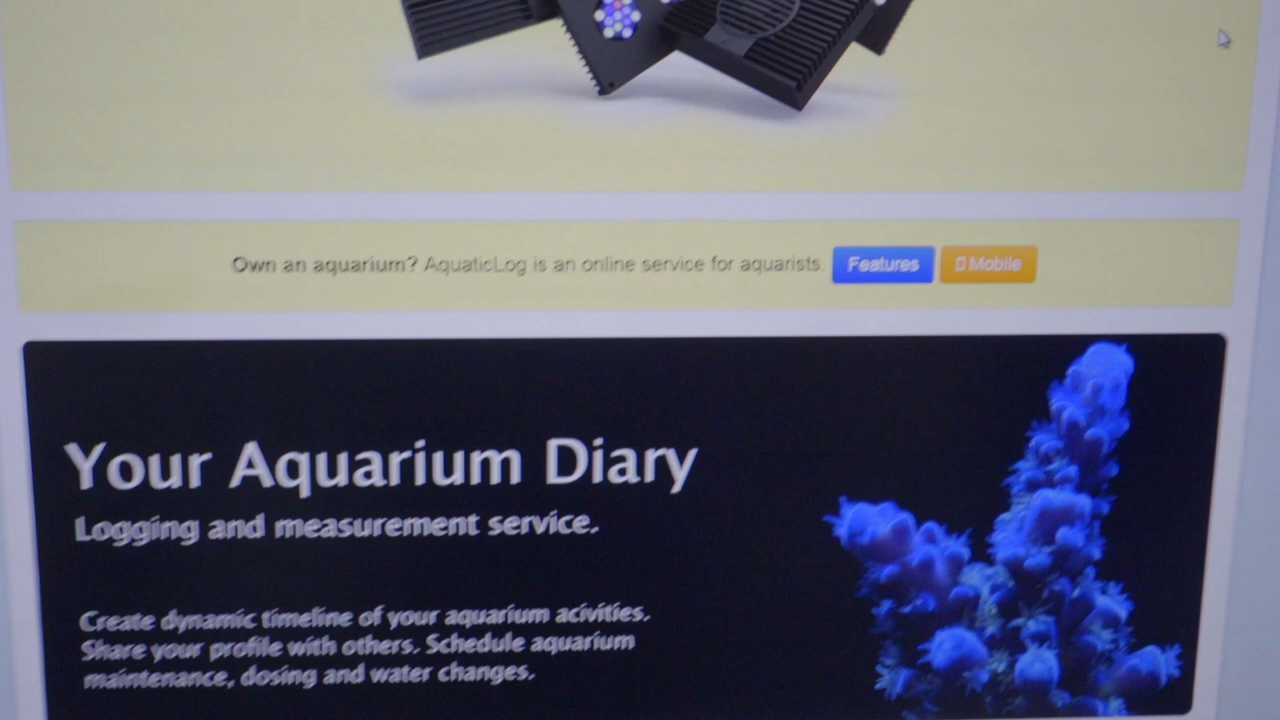 Own an aquarium? AquaticLog is an online service for aquarists. Features Mobile
Your Aquarium Diary
Logging and measurement service.
Create dynamic timeline of your aquarium acivities.
Share your profile with others. Schedule aquarium
maintenance, dosing and water changes.